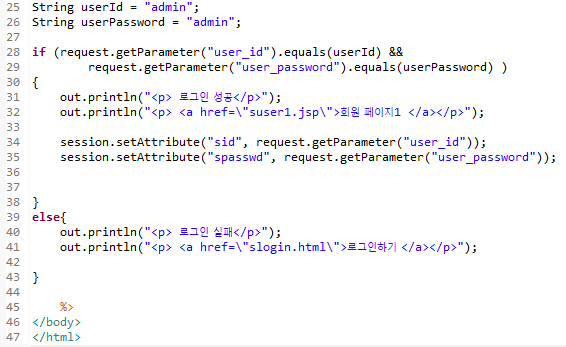 25 String userId = "admin";
26 String userPassword = "admin";
27
28 if (request.getParameter("user_id").equals(userId) &&
29         request.getParameter("user_password").equals(userPassword) )
30 {
31     out.println("<p> 로그인 성공</p>");
32     out.println("<p> <a href=\"suser1.jsp\">회원 페이지1 </a></p>");
33
34     session.setAttribute("sid", request.getParameter("user_id"));
35     session.setAttribute("spasswd", request.getParameter("user_password"));
36
37
38 }
39 else{
40     out.println("<p> 로그인 실패</p>");
41     out.println("<p> <a href=\"slogin.html\">로그인하기 </a></p>");
42
43 }
44
45     %>
46 </body>
47 </html>